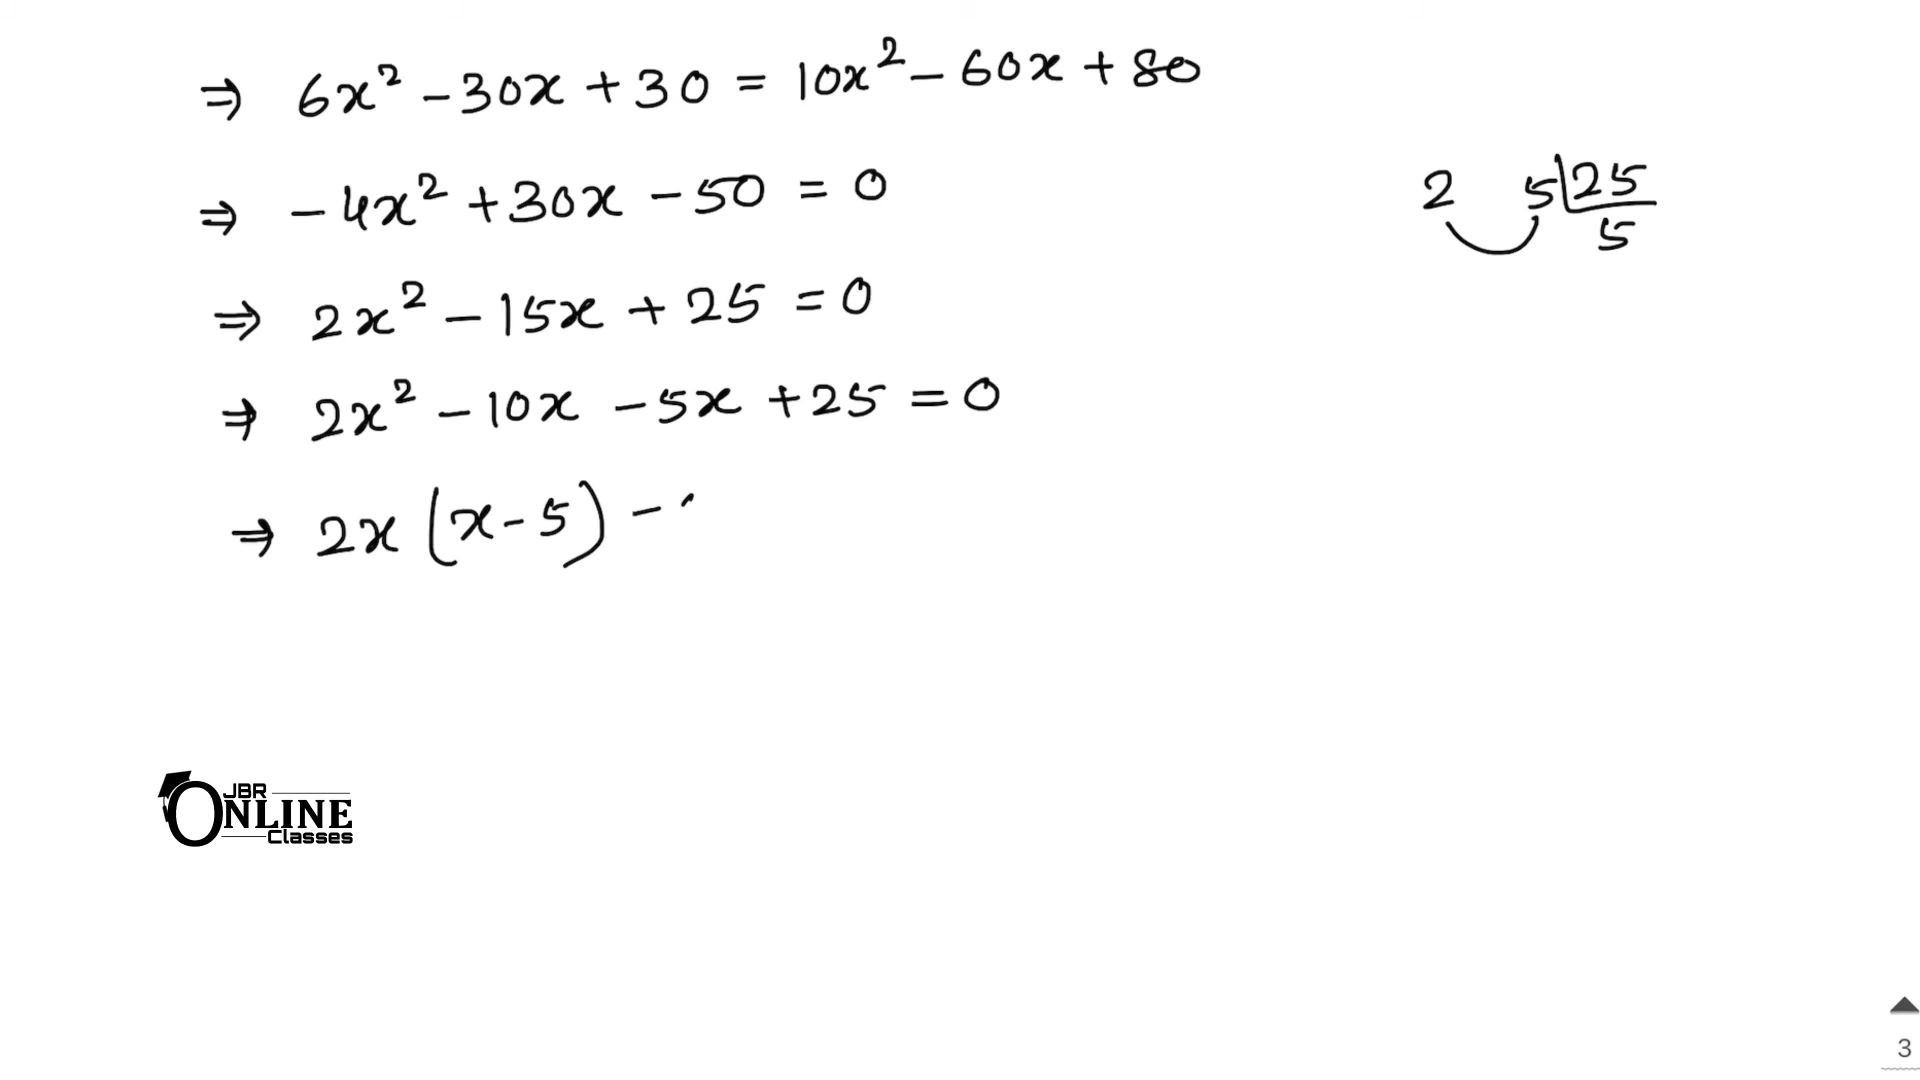 ⇒ 6x² - 30x + 30 = 10x² - 60x + 80
⇒ -4x² + 30x - 50 = 0
2 5|25
5
⇒ 2x² - 15x + 25 = 0
⇒ 2x² - 10x - 5x + 25 = 0
⇒ 2x (x - 5) -
JBR
ONLINE
Classes
3